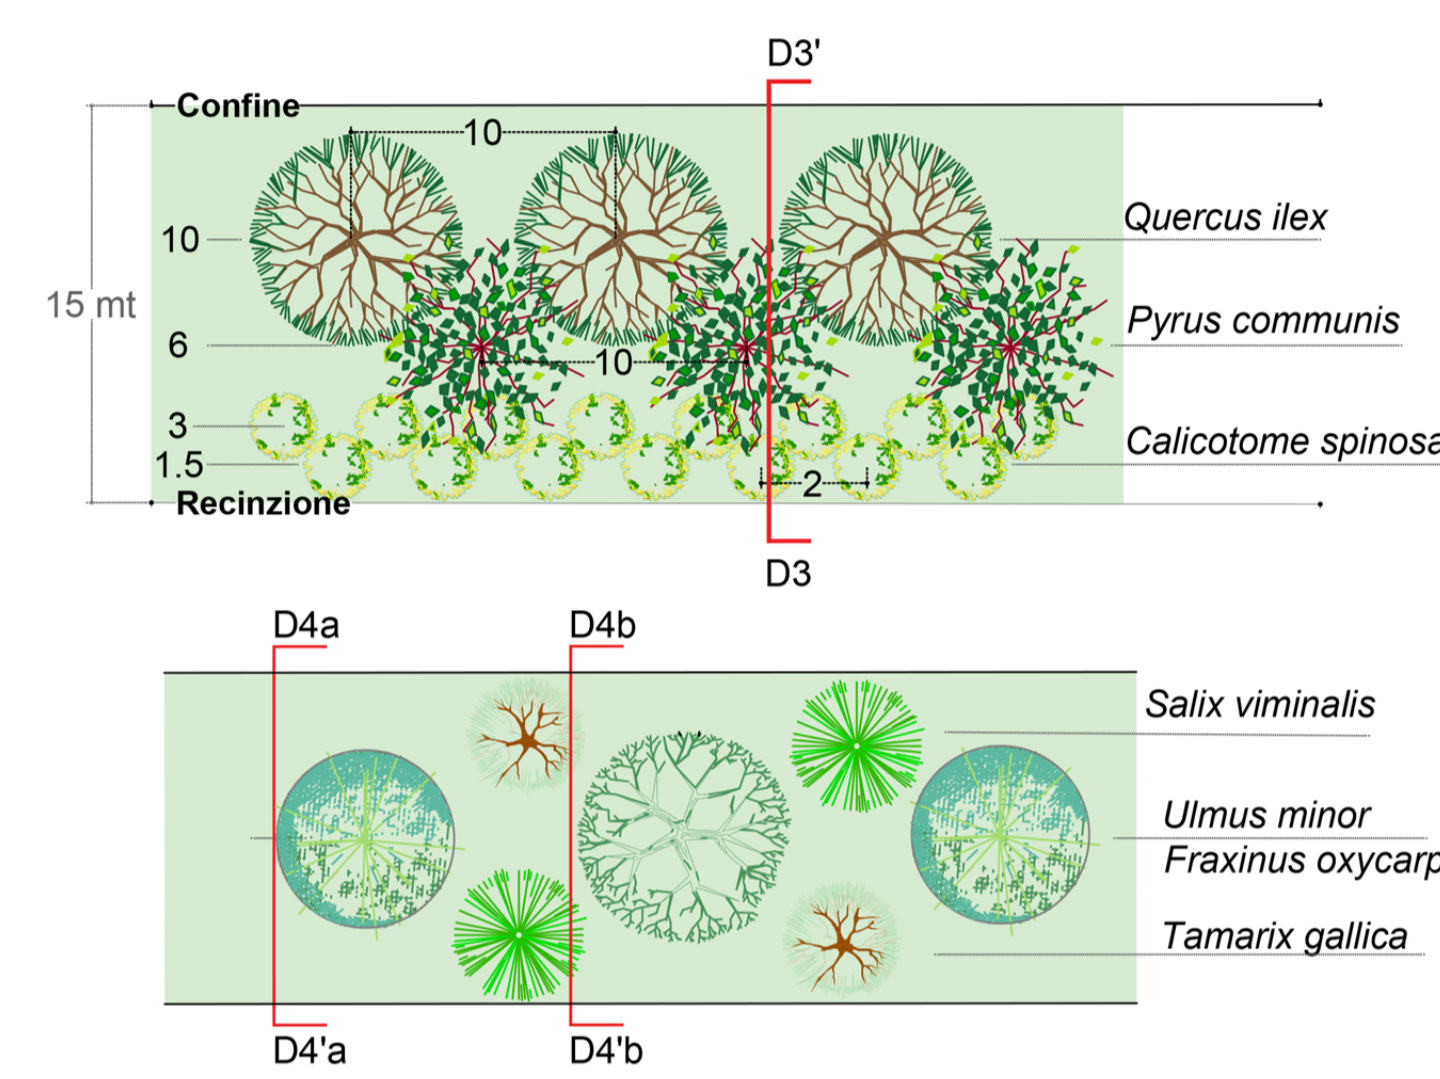 D3'
Confine
10
10
Quercus ilex
15 mt
Pyrus communis
6
10
3
Calicotome spinosa
1.5
2
Recinzione
D3
D4a
D4b
Salix viminalis
Ulmus minor
Fraxinus oxycarp
Tamarix gallica
D4'a
D4'b